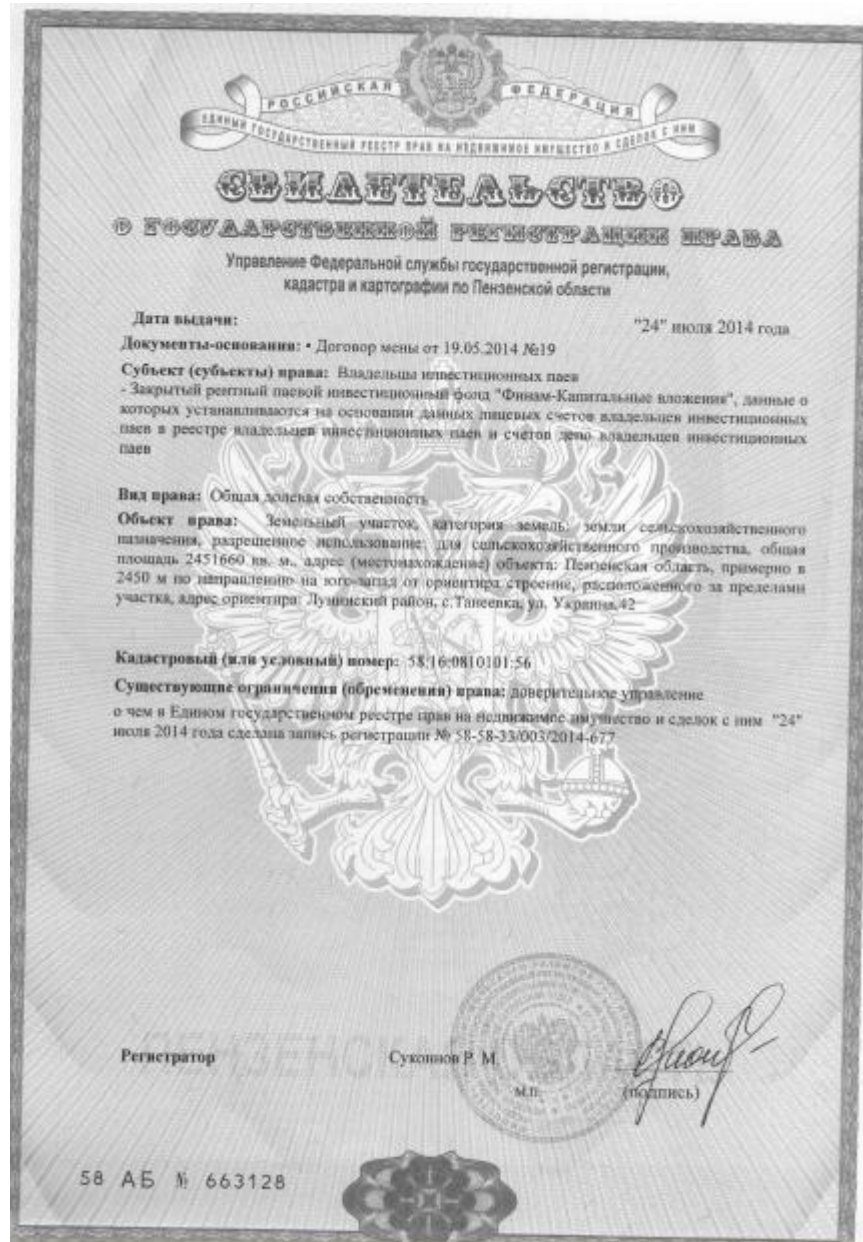 РОССИЙСКАЯ ФЕДЕРАЦИЯ
ЕДИНЫЙ ГОСУДАРСТВЕННЫЙ РЕЕСТР ПРАВ НА НЕДВИЖИМОЕ ИМУЩЕСТВО И СДЕЛОК С НИМ
СВИДЕТЕЛЬСТВО
О ГОСУДАРСТВЕННОЙ РЕГИСТРАЦИИ ПРАВА
Управление Федеральной службы государственной регистрации,
кадастра и картографии по Пензенской области
Дата выдачи: "24" июля 2014 года
Документы-основания: • Договор мены от 19.05.2014 №19
Субъект (субъекты) права: Владельцы инвестиционных паев
- Закрытый рентный паевой инвестиционный фонд "Финам-Капитальные вложения", данные о
которых устанавливаются на основании данных лицевых счетов владельцев инвестиционных
паев в реестре владельцев инвестиционных паев и счетов депо владельцев инвестиционных
паев
Вид права: Общая долевая собственность
Объект права: Земельный участок, категория земель: земли сельскохозяйственного
назначения, разрешенное использование: для сельскохозяйственного производства, общая
площадь 2451660 кв. м., адрес (местонахождение) объекта: Пензенская область, примерно в
2450 м по направлению на юго-запад от ориентира строение, расположенного за пределами
участка, адрес ориентира: Лунинский район, с.Танеевка, ул. Украина,42
Кадастровый (или условный) номер: 58:16:0810101:56
Существующие ограничения (обременения) права: доверительное управление
о чем в Едином государственном реестре прав на недвижимое имущество и сделок с ним "24"
июля 2014 года сделана запись регистрации № 58-58-33/003/2014-677
Регистратор Суконнов Р. М.
м.п. (подпись)
58 АБ № 663128